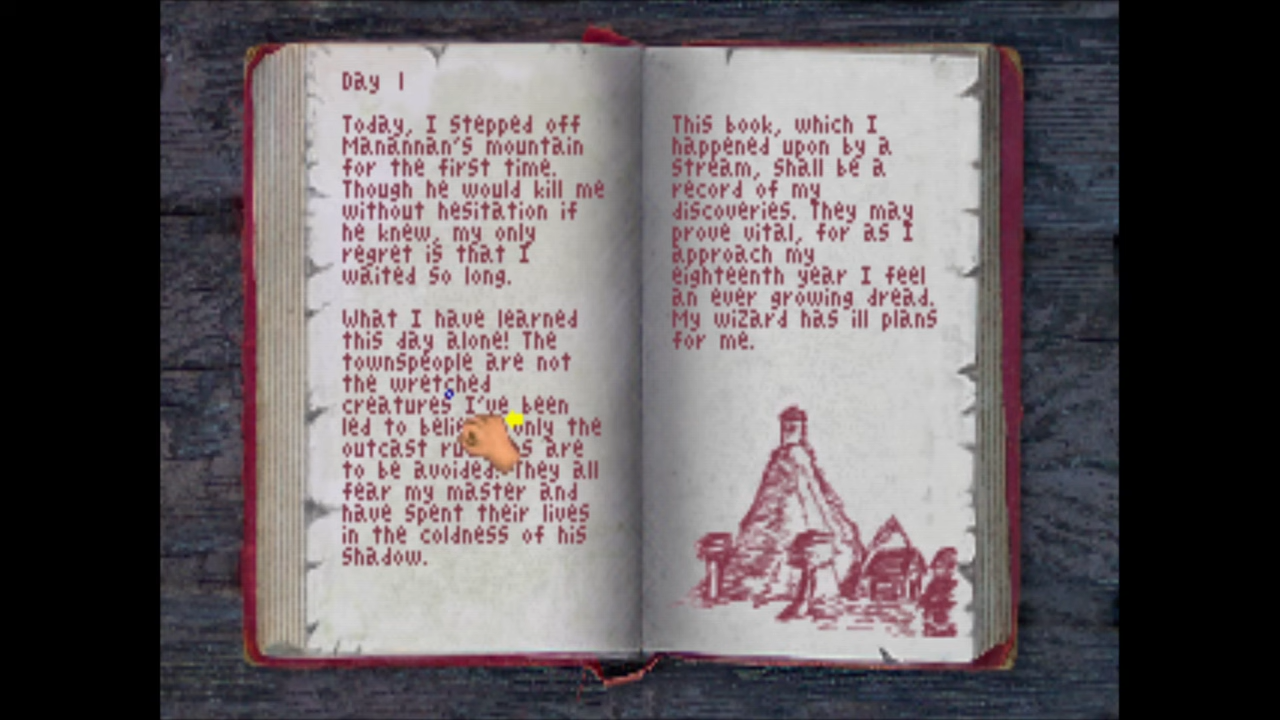 Day 1
Today, I stepped off
Manannan's mountain
for the first time.
Though he would kill me
without hesitation if
he knew, my only
regret is that I
waited so long.
What I have learned
this day alone! The
townspeople are not
the wretched
creatures I've been
led to only the
outcast are
to be avoided. They all
fear my master and
have spent their lives
in the coldness of his
shadow.
This book, which I
happened upon by a
stream, shall be a
record of my
discoveries. They may
prove vital, for as I
approach my
eighteenth year I feel
an ever growing dread.
My wizard has ill plans
for me.